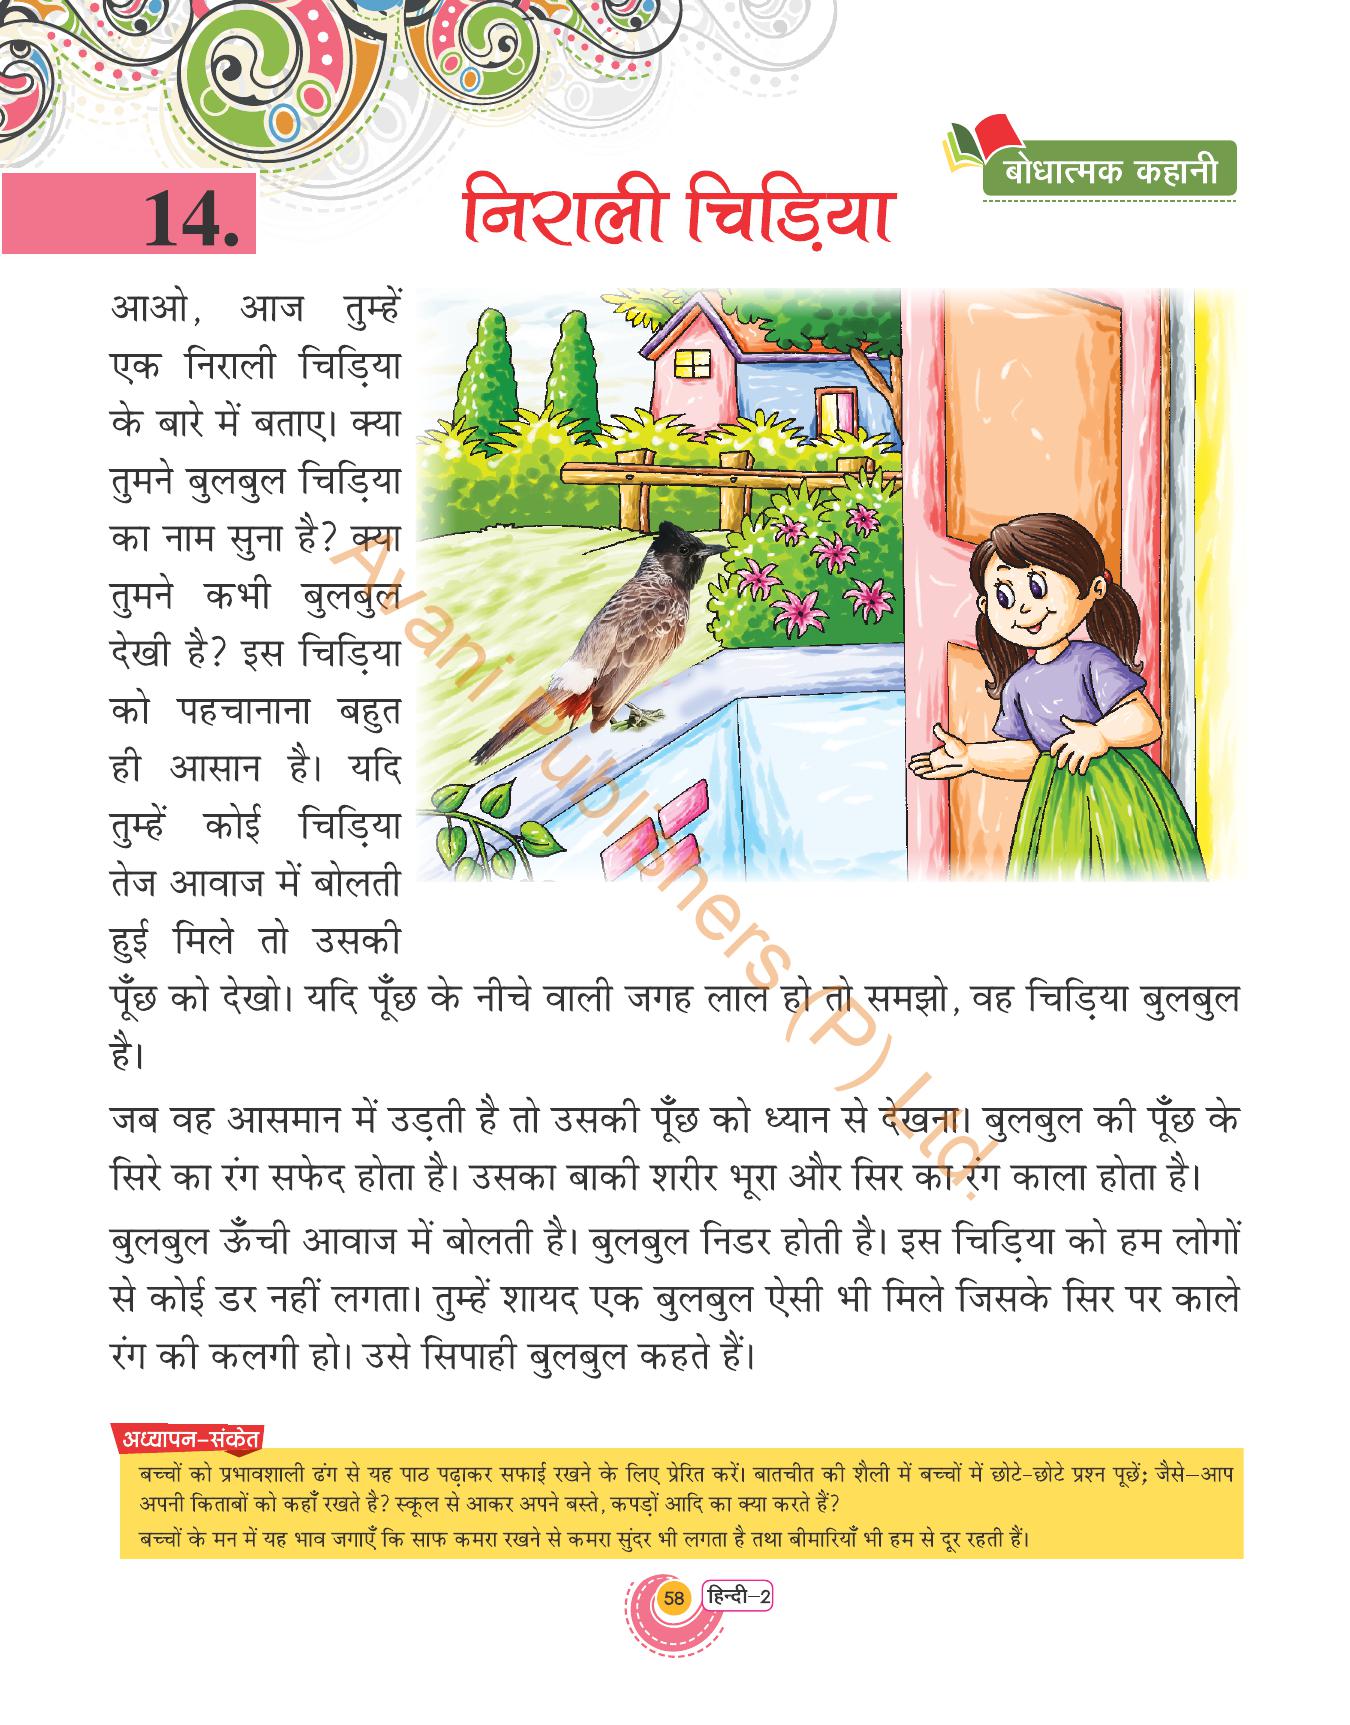 बोधात्मक कहानी
14.
निराली चिड़िया
आओ, आज तुम्हें
एक निराली चिड़िया
के बारे में बताए। क्या
तुमने बुलबुल चिड़िया
का नाम सुना है? क्या
तुमने कभी बुलबुल
देखी है? इस चिड़िया
को पहचानाना बहुत
ही आसान है। यदि
तुम्हें कोई चिड़िया
तेज आवाज में बोलती
हुई मिले तो उसकी
पूँछ को देखो। यदि पूँछ के नीचे वाली जगह लाल हो तो समझो, वह चिड़िया बुलबुल
है।
जब वह आसमान में उड़ती है तो उसकी पूँछ को ध्यान से देखना। बुलबुल की पूँछ के
सिरे का रंग सफेद होता है। उसका बाकी शरीर भूरा और सिर का रंग काला होता है।
बुलबुल ऊँची आवाज में बोलती है। बुलबुल निडर होती है। इस चिड़िया को हम लोगों
से कोई डर नहीं लगता। तुम्हें शायद एक बुलबुल ऐसी भी मिले जिसके सिर पर काले
रंग की कलगी हो। उसे सिपाही बुलबुल कहते हैं।
अध्यापन-संकेत
बच्चों को प्रभावशाली ढंग से यह पाठ पढ़ाकर सफाई रखने के लिए प्रेरित करें। बातचीत की शैली में बच्चों में छोटे-छोटे प्रश्न पूछें; जैसे—आप
अपनी किताबों को कहाँ रखते है? स्कूल से आकर अपने बस्ते, कपड़ों आदि का क्या करते हैं?
बच्चों के मन में यह भाव जगाएँ कि साफ कमरा रखने से कमरा सुंदर भी लगता है तथा बीमारियाँ भी हम से दूर रहती हैं।
58 हिन्दी-2
Avani Publishers (P) Ltd.